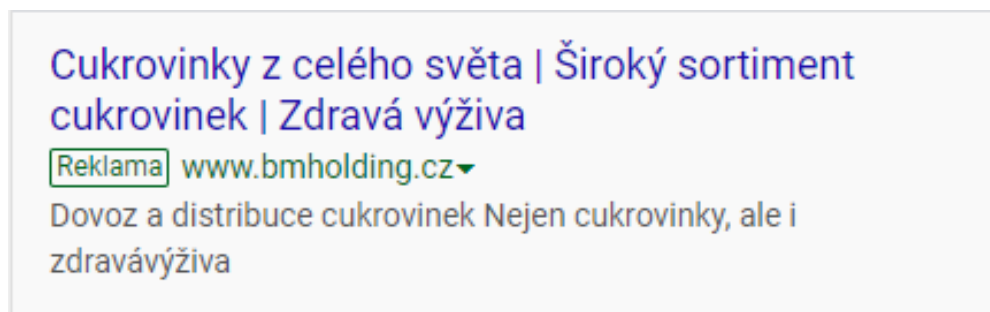 Cukrovinky z celého světa | Široký sortiment
cukrovinek | Zdravá výživa
Reklama www.bmholding.cz
Dovoz a distribuce cukrovinek Nejen cukrovinky, ale i
zdravávýživa